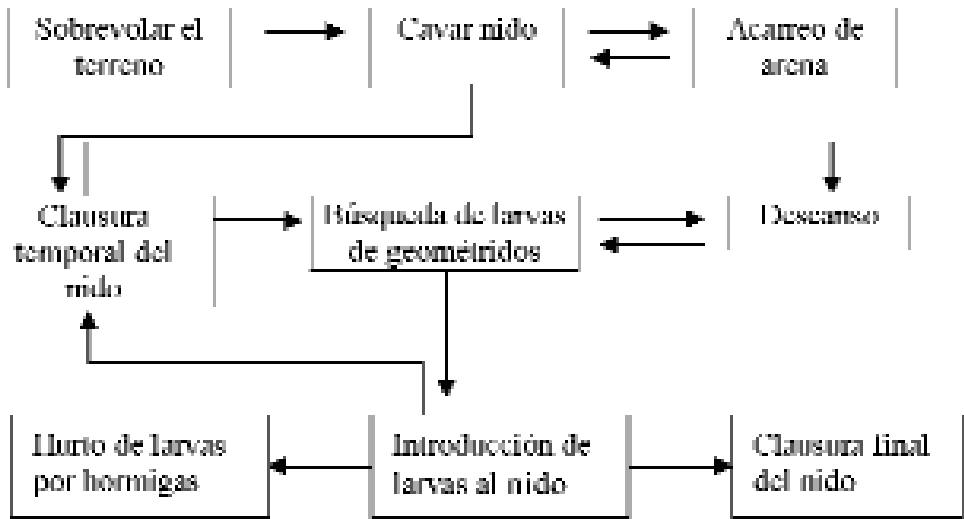 Sobrevolar el
terreno
Cavar nido
Acarreo de
arena
Clausura
temporal del
nido
Búsqueda de larvas
de geométridos
Descanso
Hurto de larvas
por hormigas
Introducción de
larvas al nido
Clausura final
del nido